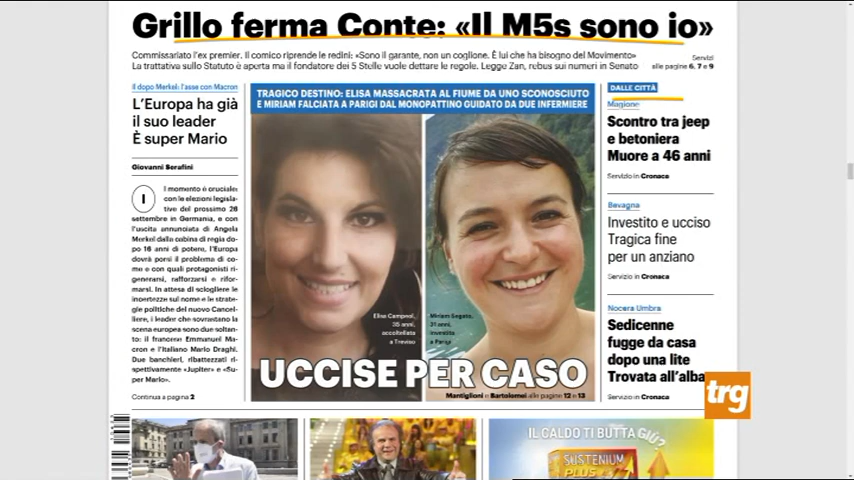 Grillo ferma Conte: «Il M5s sono io»
Commissariato l'ex premier. Il comico riprende le redini: «Sono il garante, non un coglione. È lui che ha bisogno del Movimento»
La trattativa sullo Statuto è aperta ma il fondatore dei 5 Stelle vuole dettare le regole. Legge Zan, rebus sui numeri in Senato
Servizi
alle pagine 6, 7 e 9
Il dopo Merkel: l'asse con Macron
L'Europa ha già
il suo leader
È super Mario
Giovanni Serafini
Il momento è cruciale:
con le elezioni legisla-
tive del prossimo 26
settembre in Germania, e con
l'uscita annunciata di Angela
Merkel dalla cabina di regia do-
po 16 anni di potere, l'Europa
dovrà porsi il problema di co-
me e con quali protagonisti ri-
generarsi, rafforzarsi e rifor-
marsi. In attesa di sciogliere le
incertezze sul nome e le strate-
gie politiche del nuovo Cancel-
liere, i leader che sovrastano la
scena europea sono due soltan-
to: il francese Emmanuel Ma-
cron e l'italiano Mario Draghi.
Due banchieri, ribattezzati ri-
spettivamente «Jupiter» e «Su-
per Mario».
Continua a pagina 2
TRAGICO DESTINO: ELISA MASSACRATA AL FIUME DA UNO SCONOSCIUTO
E MIRIAM FALCIATA A PARIGI DAL MONOPATTINO GUIDATO DA DUE INFERMIERE
Elisa Campeol,
35 anni,
accoltellata
a Treviso
Miriam Segato,
31 anni,
investita
a Parigi
UCCISE PER CASO
Mantiglioni e Bartolomei alle pagine 12 e 13
DALLE CITTÀ
Magione
Scontro tra jeep
e betoniera
Muore a 46 anni
Servizio in Cronaca
Bevagna
Investito e ucciso
Tragica fine
per un anziano
Servizio in Cronaca
Nocera Umbra
Sedicenne
fugge da casa
dopo una lite
Trovata all'alba
Servizio in Cronaca
trg
IL CALDO TI BUTTA GIÙ?
SUSTENIUM
PLUS